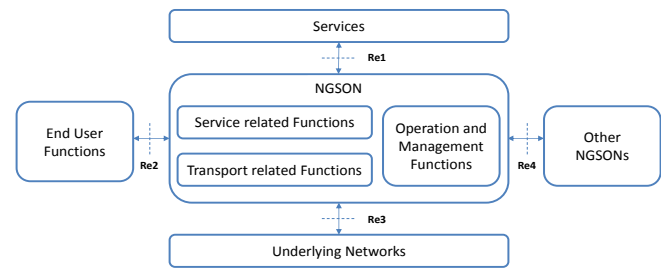 Services
Re1
NGSON
Service related Functions
Transport related Functions
Operation and
Management
Functions
End User
Functions
Re2
Re4
Other
NGSONs
Re3
Underlying Networks